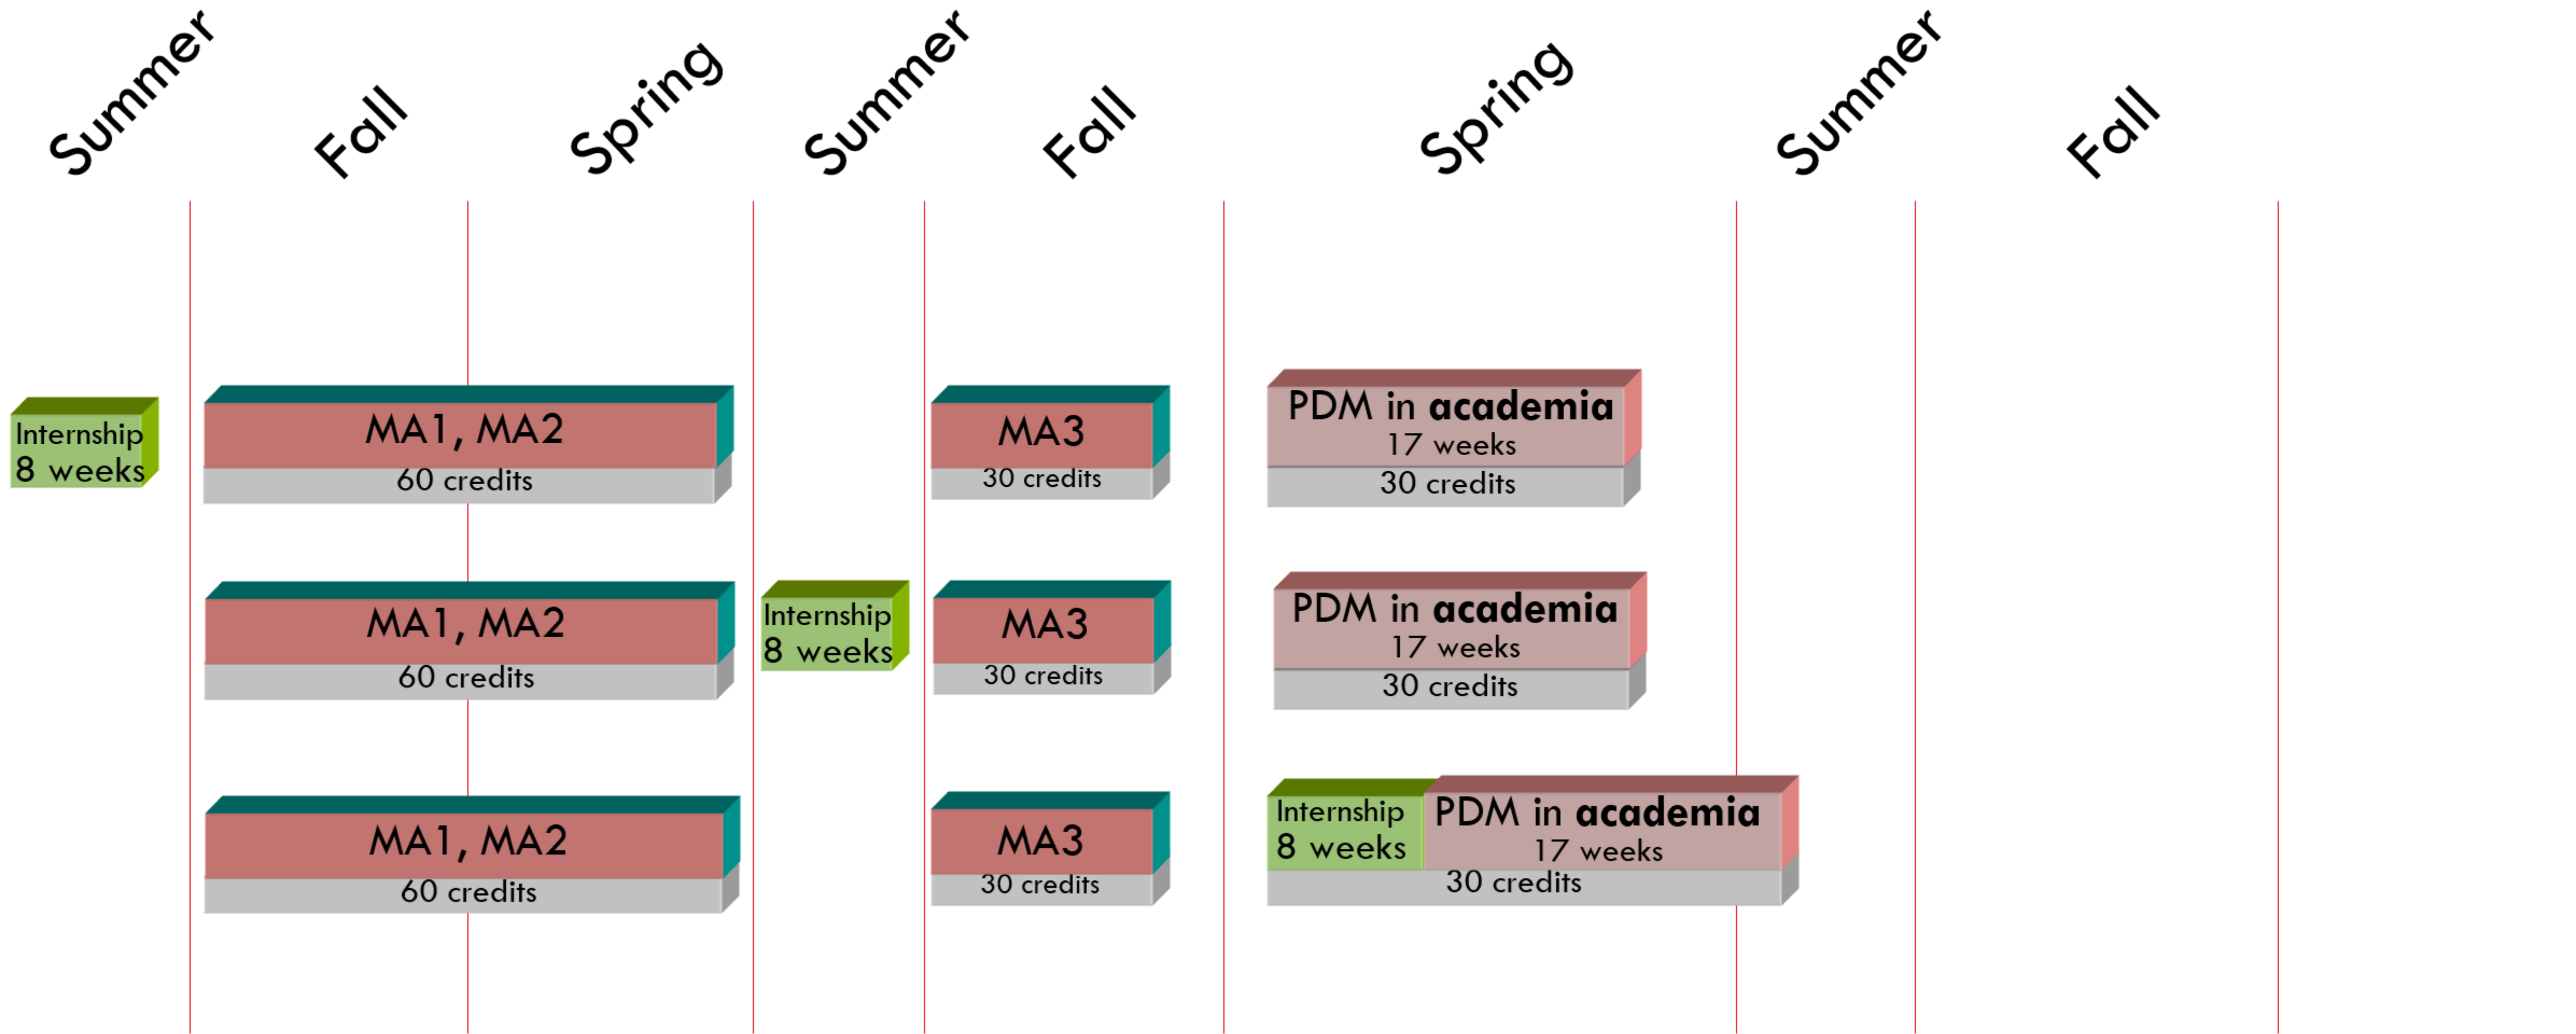 Summer
Fall
Spring
Summer
Fall
Spring
Summer
Fall
Internship
8 weeks
MA1, MA2
60 credits
MA3
30 credits
PDM in academia
17 weeks
30 credits
MA1, MA2
60 credits
Internship
8 weeks
MA3
30 credits
PDM in academia
17 weeks
30 credits
MA1, MA2
60 credits
MA3
30 credits
Internship
8 weeks
PDM in academia
17 weeks
30 credits